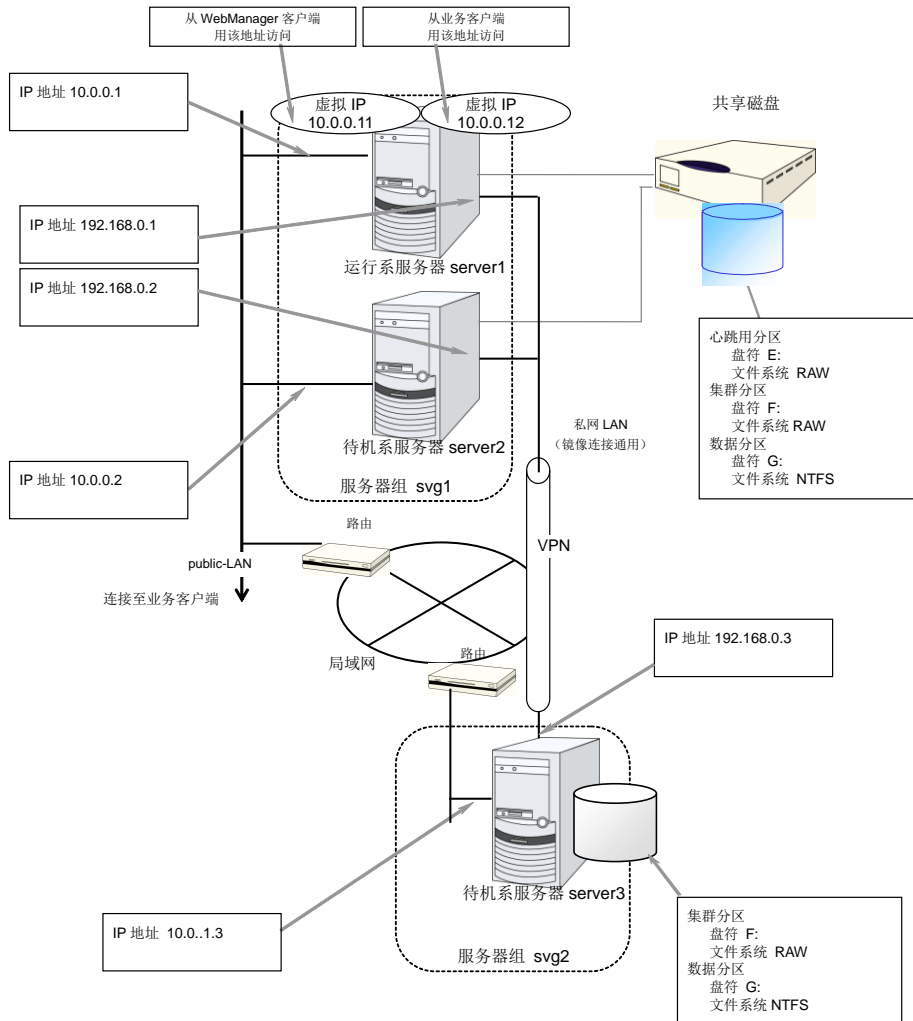 从 WebManager 客户端
用该地址访问
从业务客户端
用该地址访问
IP 地址 10.0.0.1
虚拟 IP
10.0.0.11
虚拟 IP
10.0.0.12
共享磁盘
IP 地址 192.168.0.1
运行系服务器 server1
IP 地址 192.168.0.2
心跳用分区
盘符 E:
文件系统 RAW
集群分区
盘符 F:
文件系统 RAW
数据分区
盘符 G:
文件系统 NTFS
私网 LAN
（镜像连接通用）
待机系服务器 server2
IP 地址 10.0.0.2
服务器组 svg1
路由
VPN
public-LAN
连接至业务客户端
IP 地址 192.168.0.3
局域网
路由
待机系服务器 server3
IP 地址 10.0..1.3
服务器组 svg2
集群分区
盘符 F:
文件系统 RAW
数据分区
盘符 G:
文件系统 NTFS